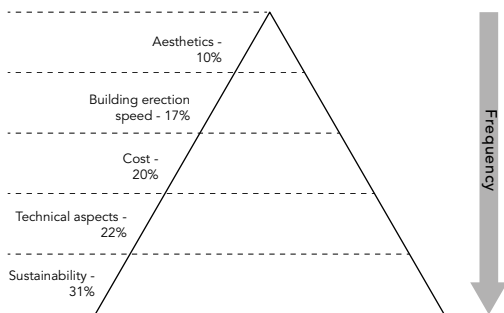 Aesthetics -
10%
Building erection
speed - 17%
Cost -
20%
Technical aspects -
22%
Sustainability -
31%
Frequency